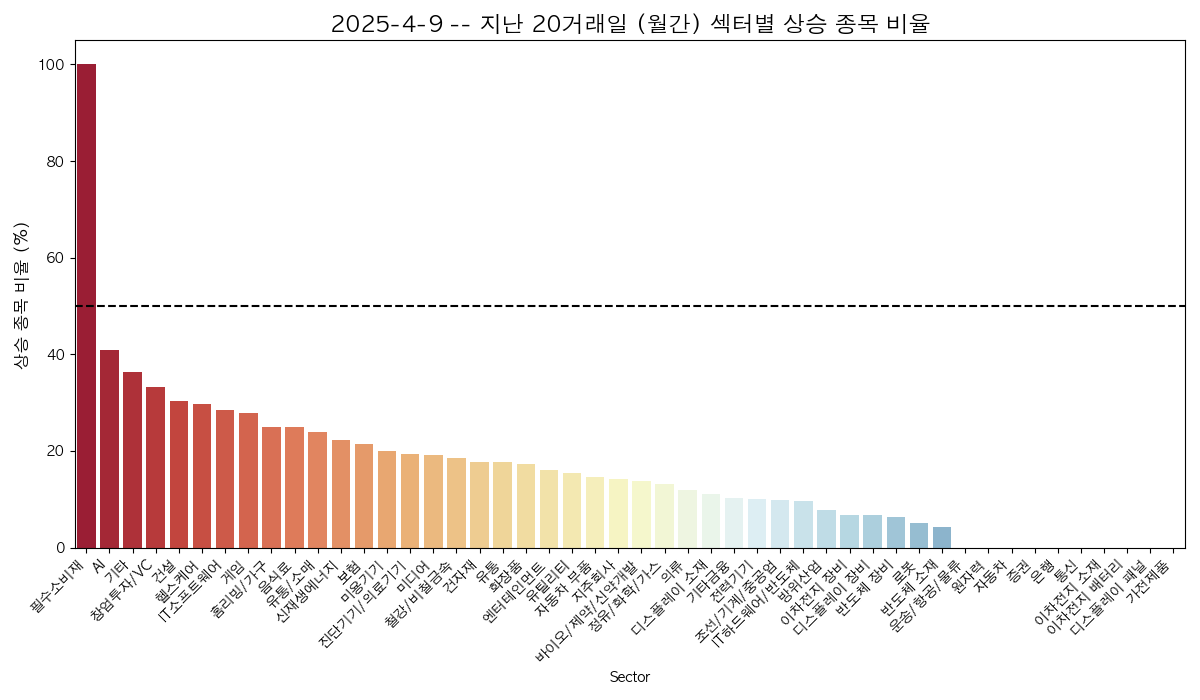 2025-4-9 -- 지난 20거래일 (월간) 섹터별 상승 종목 비율
상승 종목 비율 (%)
100
80
60
40
20
0
필수소비재
AI
기타
창업투자/VC
건설
헬스케어
IT소프트웨어
게임
홈리빙/가구
음식료
유통/소매
신재생에너지
보험
미용기기
진단기기/의료기기
미디어
철강/비철금속
건자재
유통
화장품
엔터테인먼트
유틸리티
자동차 부품
지주회사
바이오/제약/신약개발
정유/화학/가스
의류
디스플레이 소재
기타금융
전력기기
조선/기계/중공업
IT하드웨어/반도체
방위산업
이차전지 장비
디스플레이 장비
반도체 장비
로봇
반도체 소재
운송/항공/물류
원자력
자동차
증권
은행
통신
이차전지 소재
이차전지 배터리
디스플레이 패널
가전제품
Sector